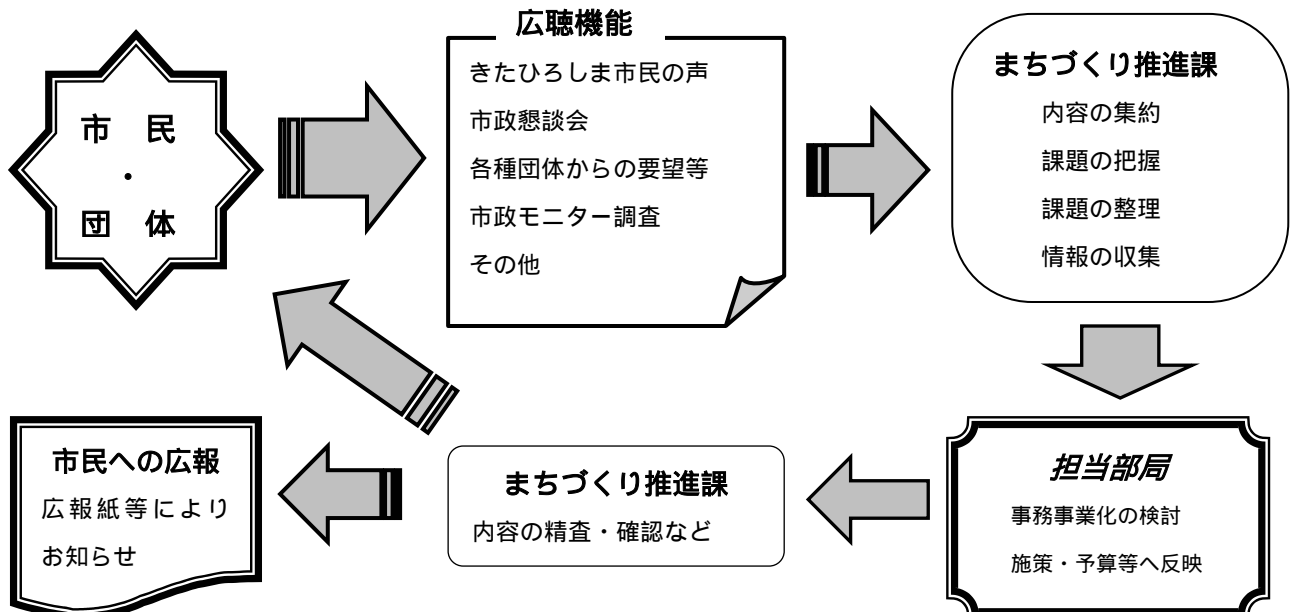 市 民
・
団 体
広聴機能
きたひろしま市民の声
市政懇談会
各種団体からの要望等
市政モニター調査
その他
まちづくり推進課
内容の集約
課題の把握
課題の整理
情報の収集
担当部局
事務事業化の検討
施策・予算等へ反映
まちづくり推進課
内容の精査・確認など
市民への広報
広報紙等により
お知らせ